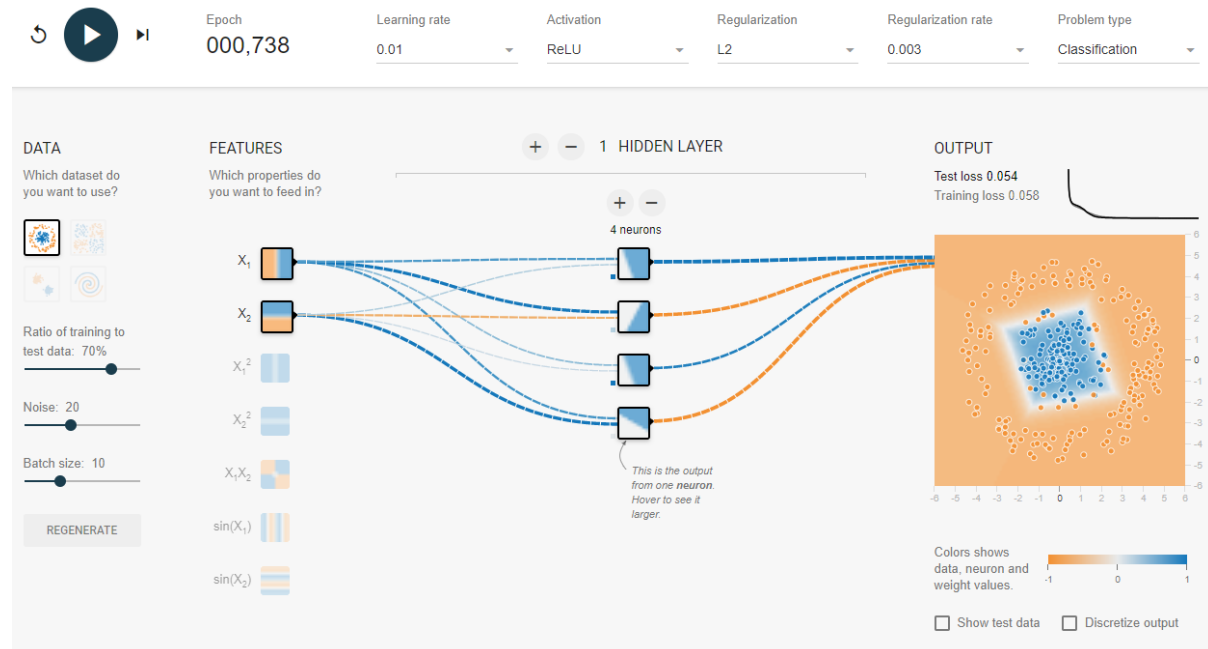 Epoch
000,738
Learning rate
0.01
Activation
ReLU
Regularization
L2
Regularization rate
0.003
Problem type
Classification
DATA
Which dataset do
you want to use?
Ratio of training to
test data: 70%
Noise: 20
Batch size: 10
REGENERATE
FEATURES
Which properties do
you want to feed in?
X1
X2
X1²
X2²
X1X2
sin(X1)
sin(X2)
+ − 1 HIDDEN LAYER
+ −
4 neurons
This is the output
from one neuron.
Hover to see it
larger.
OUTPUT
Test loss 0.054
Training loss 0.058
6
5
4
3
2
1
0
-1
-2
-3
-4
-5
-6
-6 -5 -4 -3 -2 -1 0 1 2 3 4 5 6
Colors shows
data, neuron and
weight values.
-1 0 1
Show test data
Discretize output